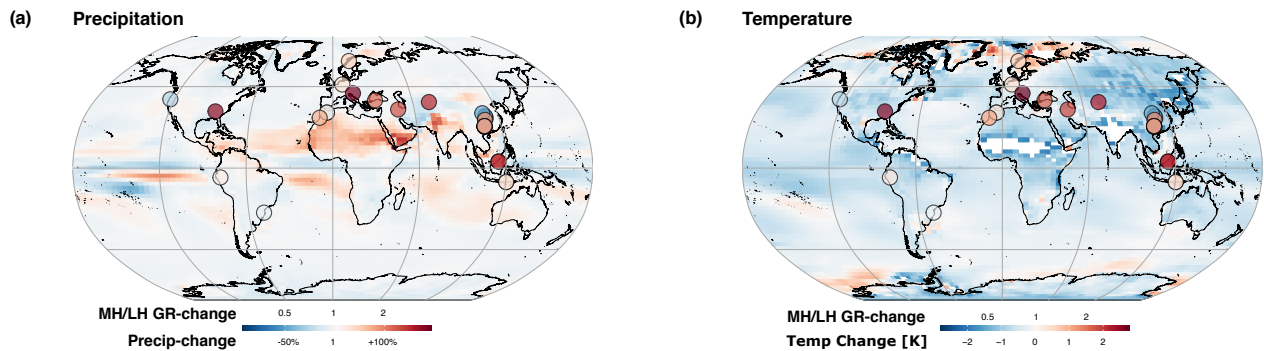 (a) Precipitation
(b) Temperature
MH/LH GR-change 0.5 1 2
Precip-change -50% 1 +100%
MH/LH GR-change 0.5 1 2
Temp Change [K] −2 −1 0 1 2